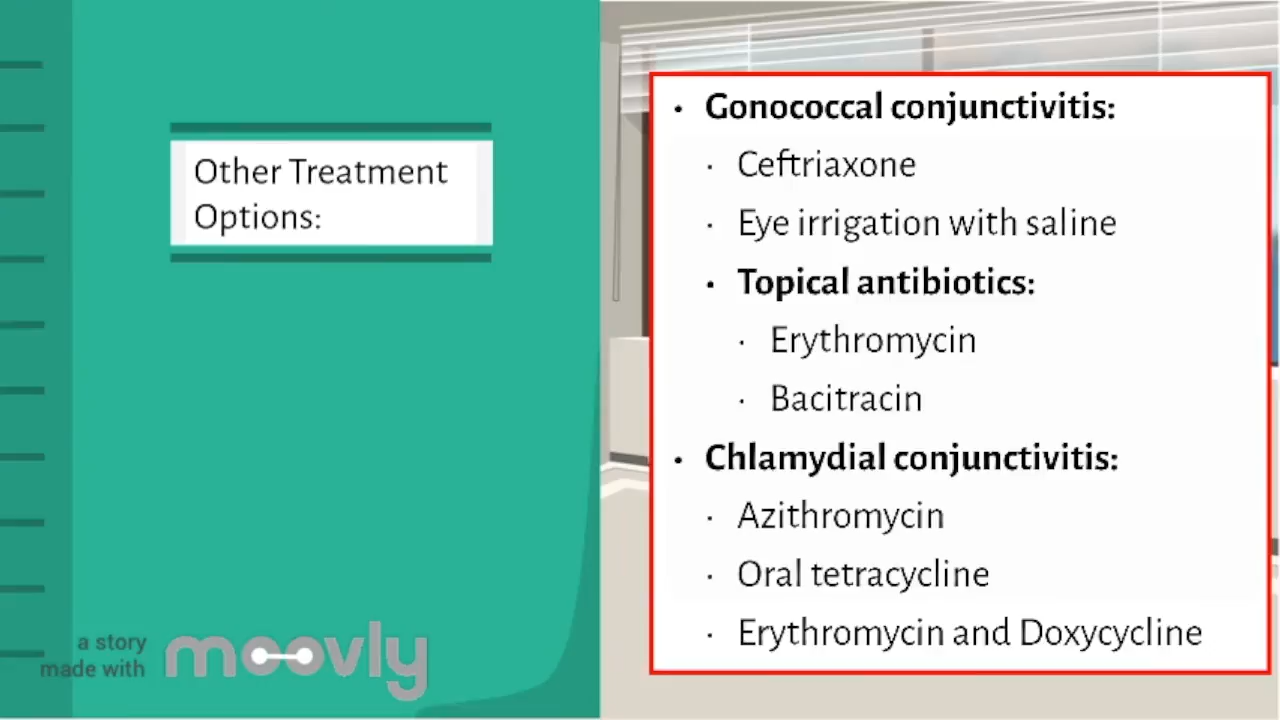 Other Treatment
Options:
• Gonococcal conjunctivitis:
• Ceftriaxone
• Eye irrigation with saline
• Topical antibiotics:
• Erythromycin
• Bacitracin
• Chlamydial conjunctivitis:
• Azithromycin
• Oral tetracycline
• Erythromycin and Doxycycline
a story
made with
moovly